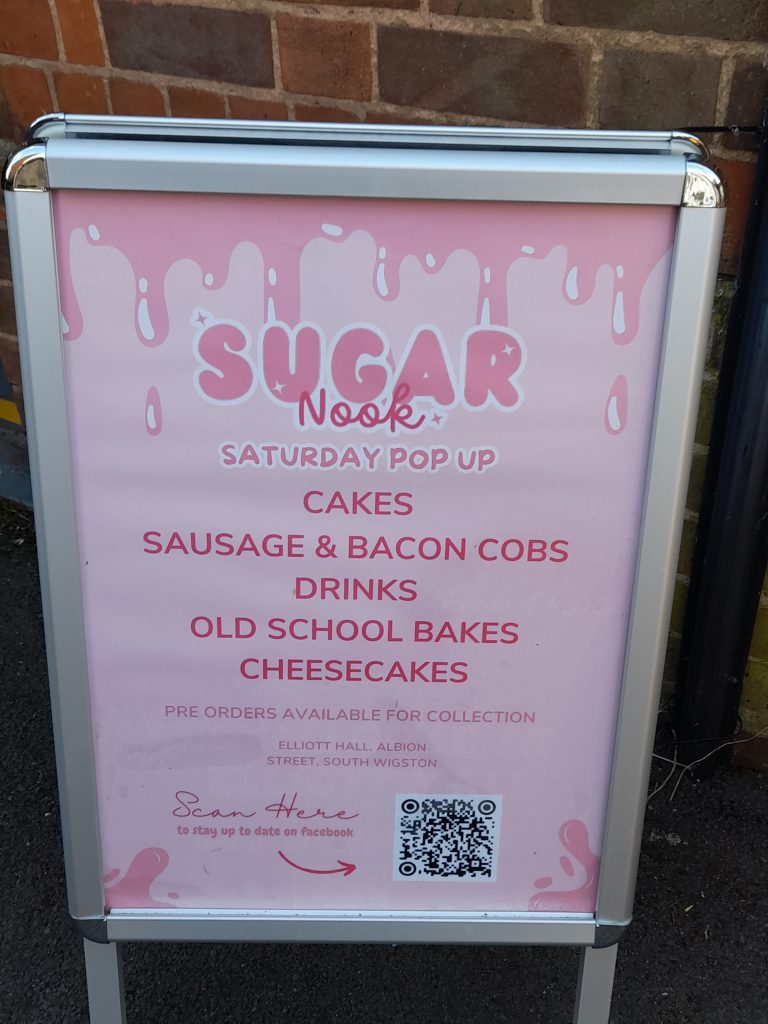 SUGAR
Nook
SATURDAY POP UP
CAKES
SAUSAGE & BACON COBS
DRINKS
OLD SCHOOL BAKES
CHEESECAKES
PRE ORDERS AVAILABLE FOR COLLECTION
ELLIOTT HALL, ALBION
STREET, SOUTH WIGSTON
Scan Here
to stay up to date on facebook